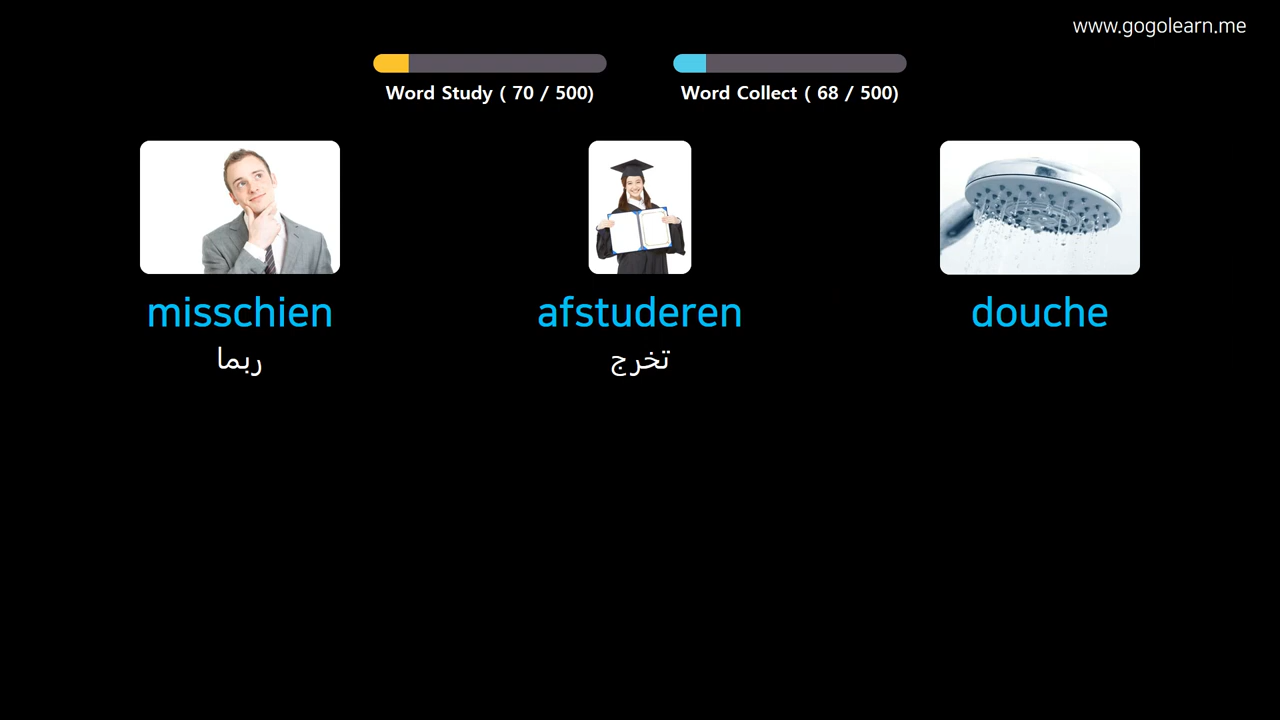 www.gogolearn.me
Word Study ( 70 / 500)
Word Collect ( 68 / 500)
misschien
afstuderen
douche
ربما
تخرج